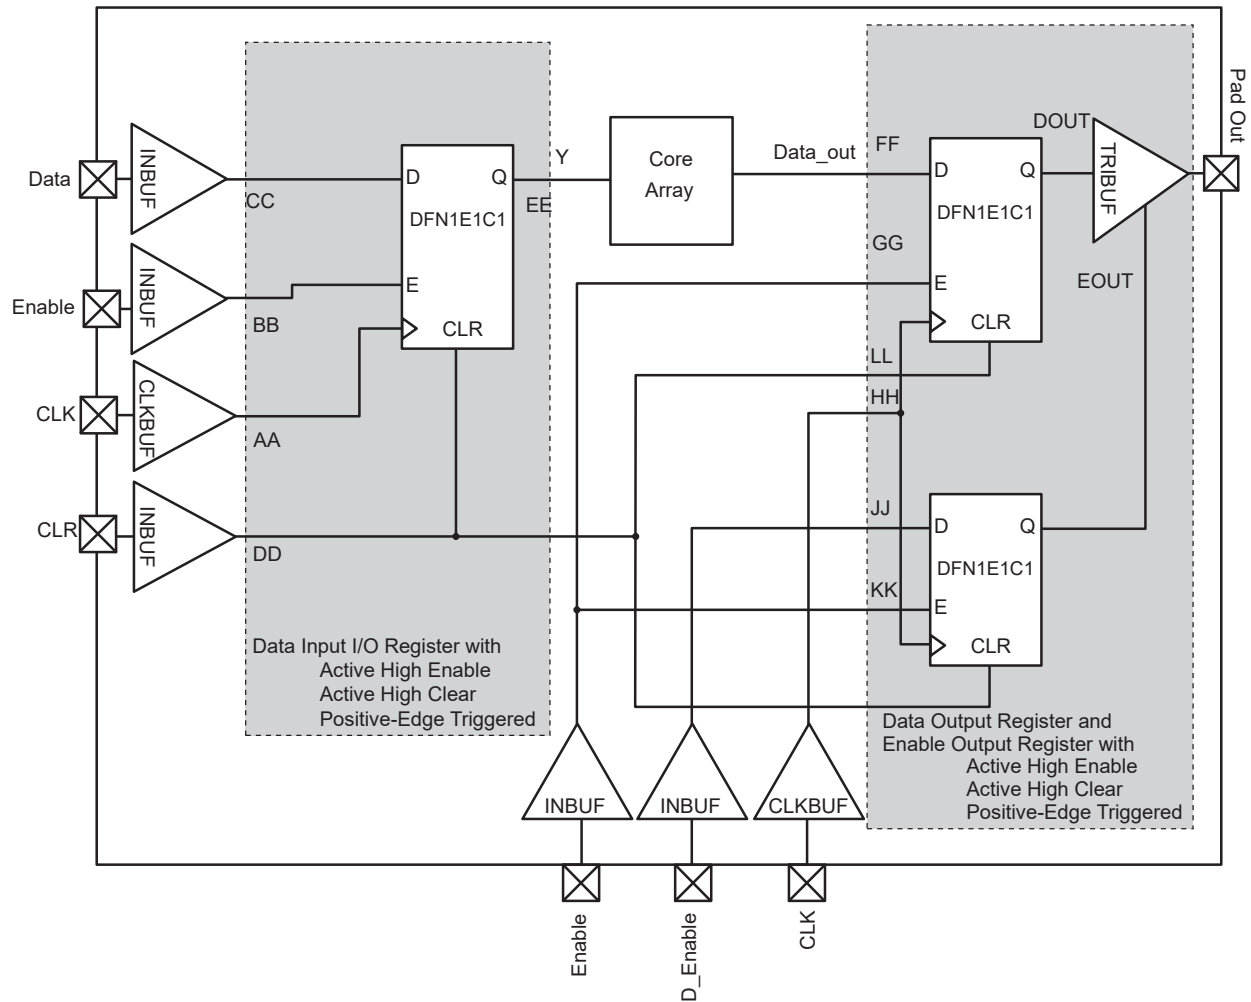 Data
INBUF
CC
D
Q
DFN1E1C1
E
CLR
Y
EE
Core
Array
Data_out
FF
D
Q
DFN1E1C1
GG
E
CLR
DOUT
TRIBUF
Pad Out
EOUT
Enable
INBUF
BB
CLK
CLKBUF
AA
CLR
INBUF
DD
LL
HH
JJ
D
Q
DFN1E1C1
KK
E
CLR
Data Input I/O Register with
Active High Enable
Active High Clear
Positive-Edge Triggered
Data Output Register and
Enable Output Register with
Active High Enable
Active High Clear
Positive-Edge Triggered
INBUF
INBUF
CLKBUF
Enable
D_Enable
CLK